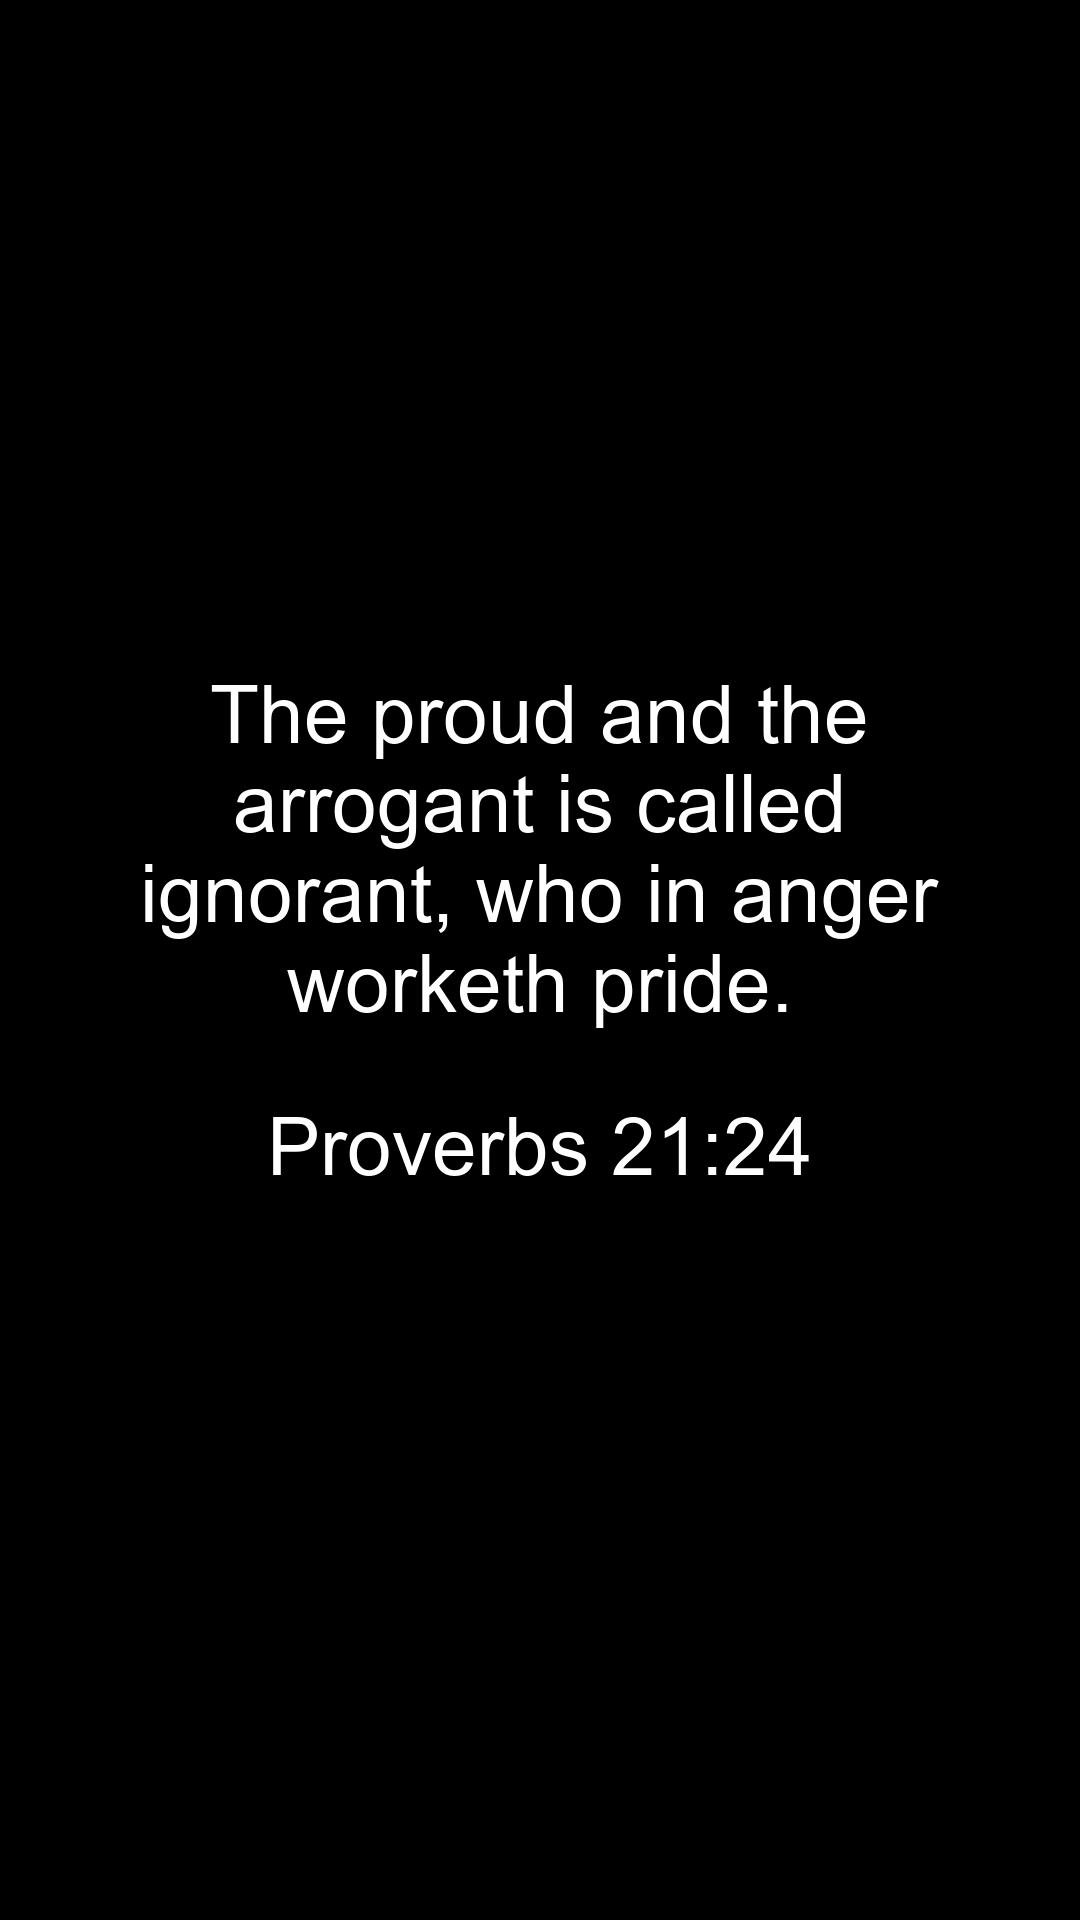 The proud and the
arrogant is called
ignorant, who in anger
worketh pride.
Proverbs 21:24